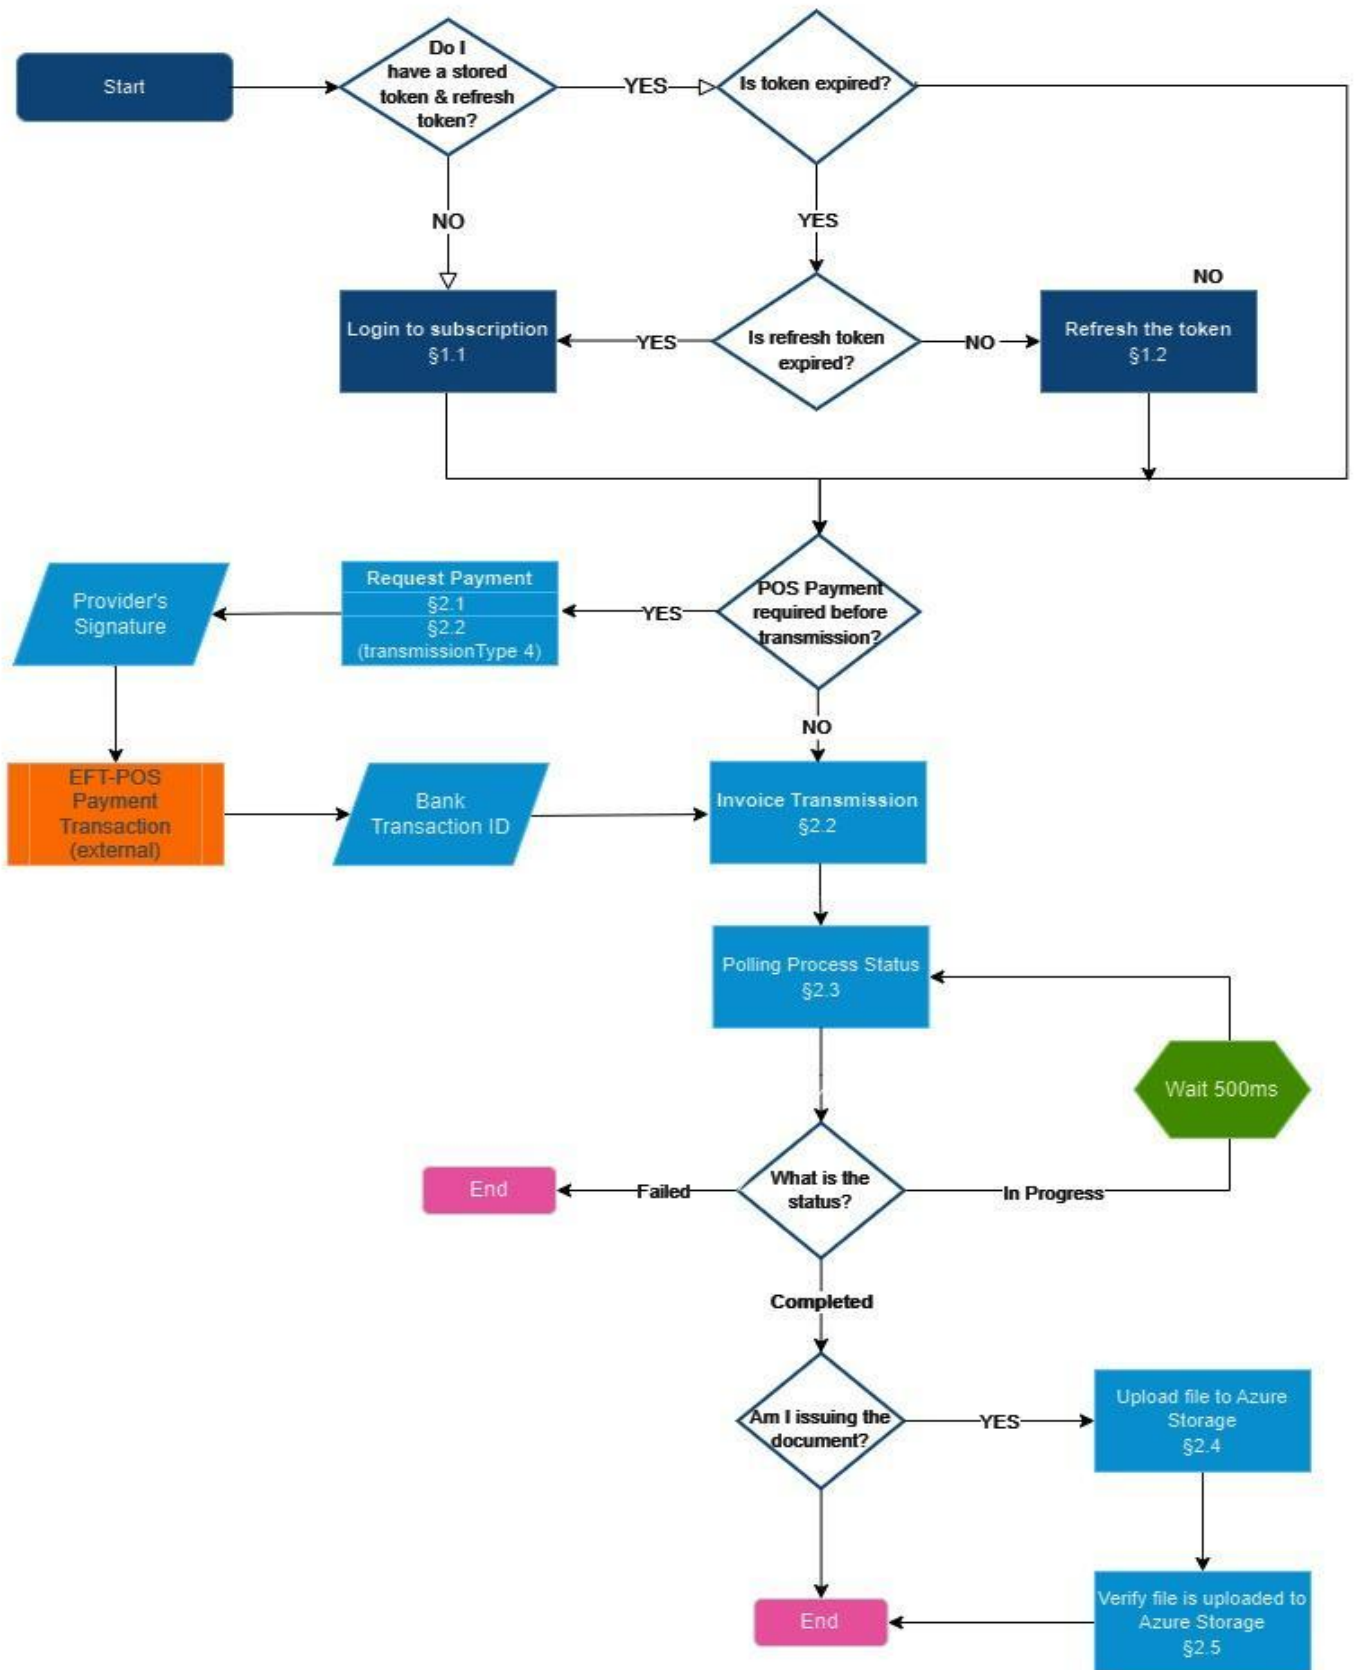 Start
Do I
have a stored
token & refresh
token?
YES
Is token expired?
NO
YES
NO
Login to subscription
§1.1
YES
Is refresh token
expired?
NO
Refresh the token
§1.2
Provider's
Signature
Request Payment
§2.1
§2.2
(transmissionType 4)
YES
POS Payment
required before
transmission?
NO
EFT-POS
Payment
Transaction
(external)
Bank
Transaction ID
Invoice Transmission
§2.2
Polling Process Status
§2.3
Wait 500ms
End
Failed
What is the
status?
In Progress
Completed
Am I issuing the
document?
YES
Upload file to Azure
Storage
§2.4
End
Verify file is uploaded to
Azure Storage
§2.5